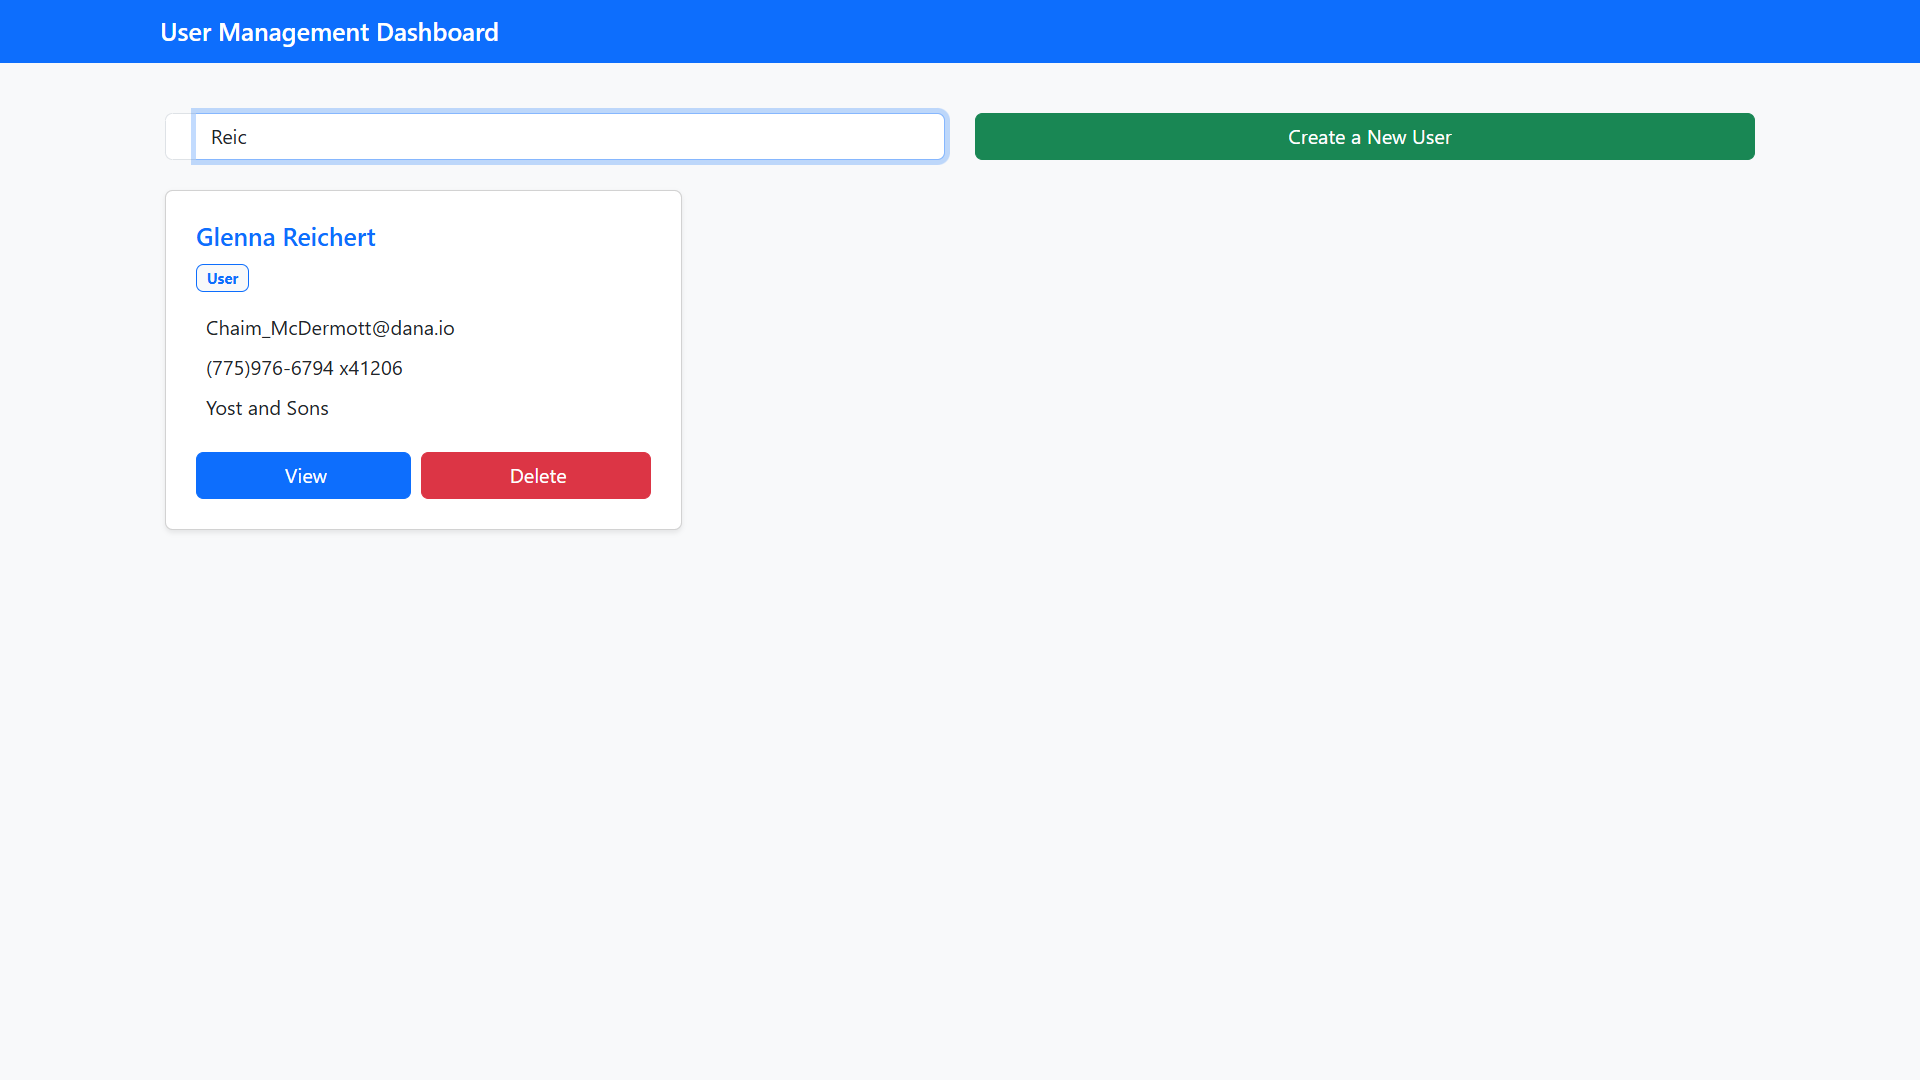 User Management Dashboard
Reic
Create a New User
Glenna Reichert
User
Chaim_McDermott@dana.io
(775)976-6794 x41206
Yost and Sons
View
Delete